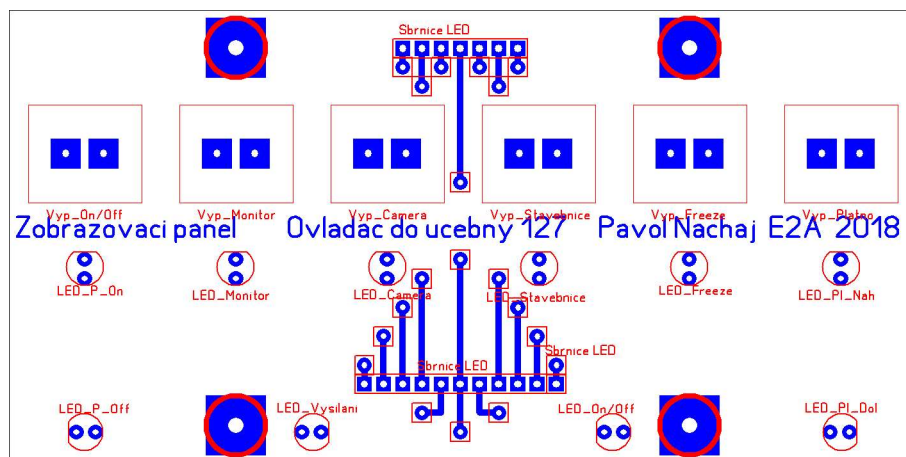 Sbrnice LED
Vyp_On/Off Vyp_Monitor Vyp_Camera Vyp_Stavebnice Vyp_Freeze Vyp_Platno
Zobrazovaci panel Ovladac do ucebny 127 Pavol Nachaj E2A 2018
LED_P_On LED_Monitor LED_Camera LED_Stavebnice LED_Freeze LED_Pl_Nah
Sbrnice LED
Sbrnice LED
LED_P_Off LED_Vysilani LED_On/Off LED_Pl_Dol